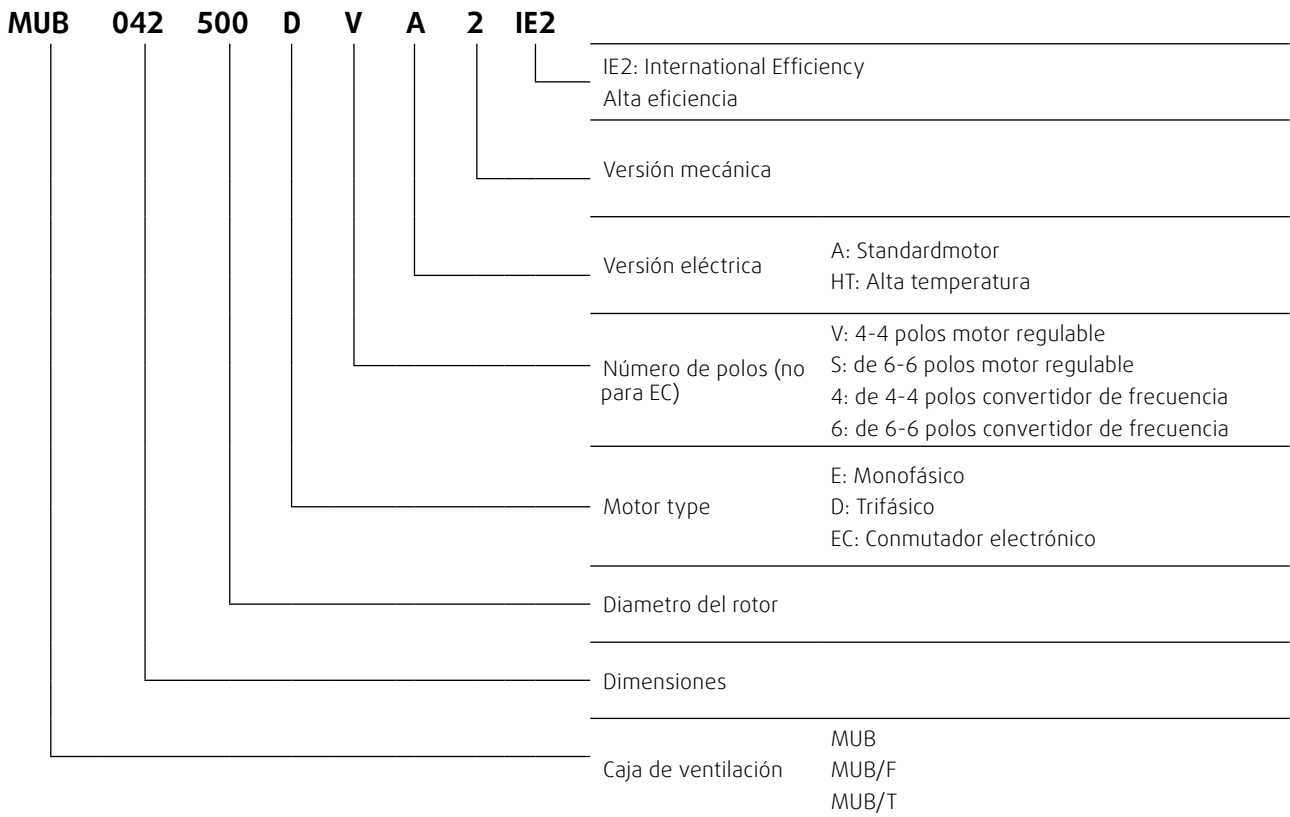 MUB 042 500 D V A 2 IE2
IE2: International Efficiency
Alta eficiencia
Versión mecánica
Versión eléctrica
A: Standardmotor
HT: Alta temperatura
Número de polos (no
para EC)
V: 4-4 polos motor regulable
S: de 6-6 polos motor regulable
4: de 4-4 polos convertidor de frecuencia
6: de 6-6 polos convertidor de frecuencia
Motor type
E: Monofásico
D: Trifásico
EC: Conmutador electrónico
Diametro del rotor
Dimensiones
Caja de ventilación
MUB
MUB/F
MUB/T